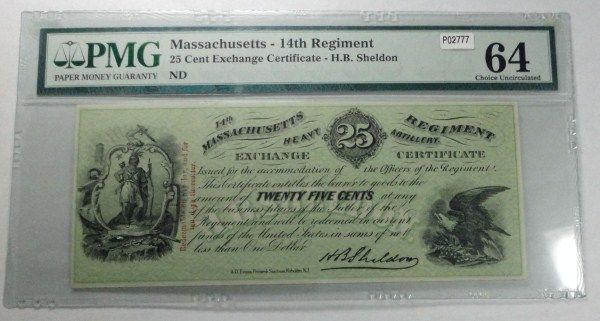 PMG
PAPER MONEY GUARANTY
Massachusetts - 14th Regiment
25 Cent Exchange Certificate - H.B. Sheldon
ND
P02777
64
Choice Uncirculated
14th
MASSACHUSETTS
HEAVY
25
REGIMENT
ARTILLERY.
EXCHANGE CERTIFICATE
Issued for the accommodation of the Officers of the Regiment.
This Certificate entitles the bearer to goods to the
amount of TWENTY FIVE CENTS at any
of the business places of the Sutler of the
Regiment and will be redeemed in current
funds of the United States in sums of not
less than One Dollar.
H.B. Sheldon